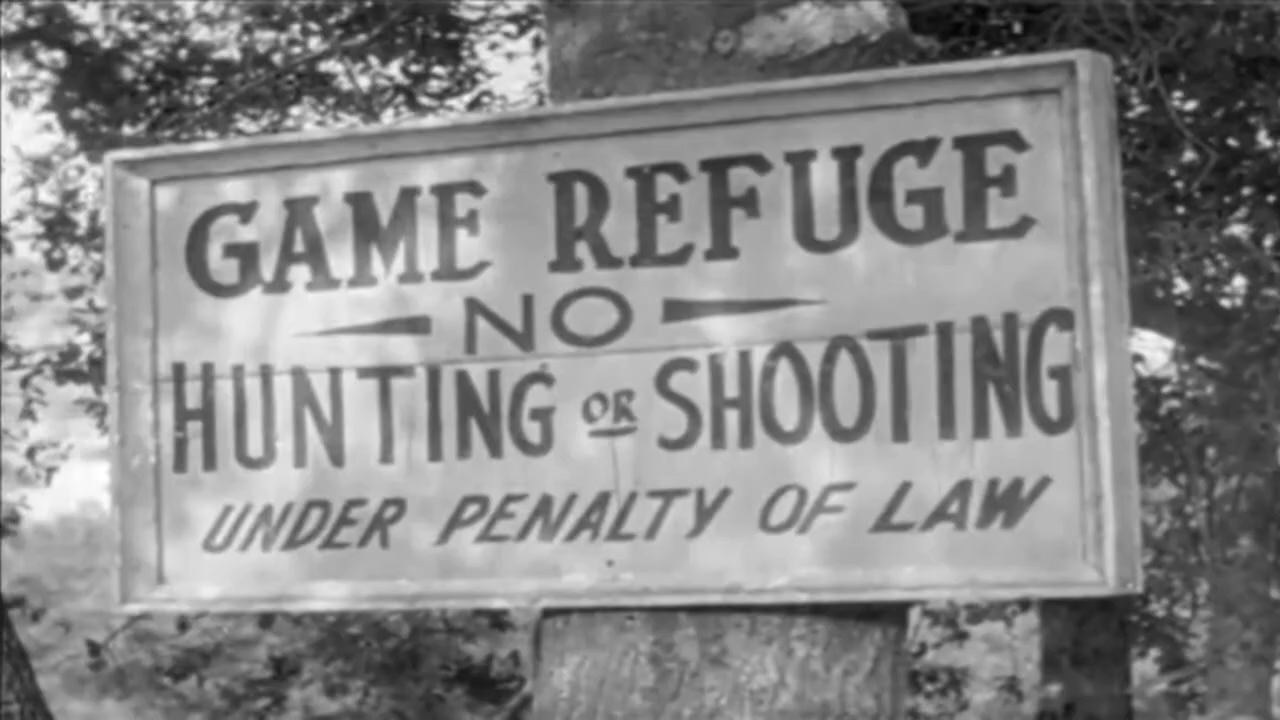 GAME REFUGE
NO
HUNTING OR SHOOTING
UNDER PENALTY OF LAW